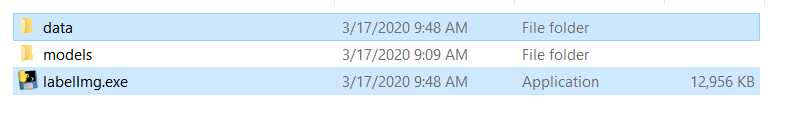 data 3/17/2020 9:48 AM File folder
models 3/17/2020 9:09 AM File folder
labelImg.exe 3/17/2020 9:48 AM Application 12,956 KB